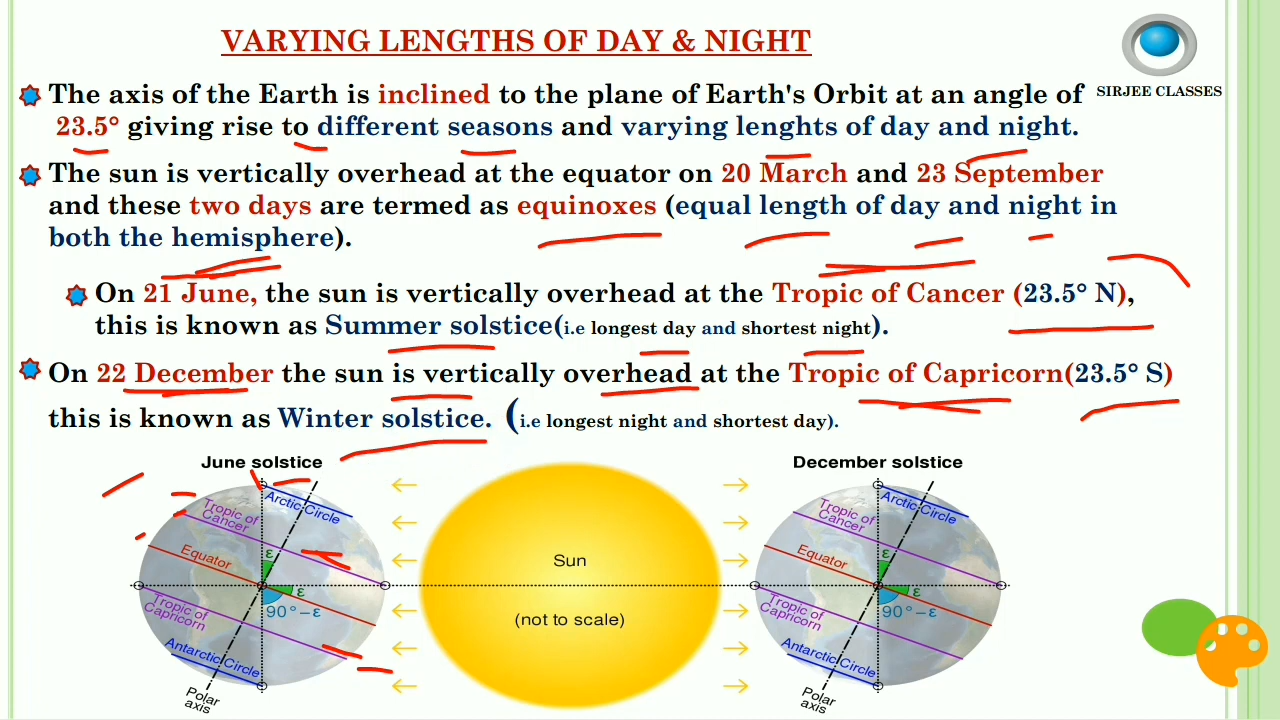 VARYING LENGTHS OF DAY & NIGHT
SIRJEE CLASSES
The axis of the Earth is inclined to the plane of Earth's Orbit at an angle of
23.5° giving rise to different seasons and varying lenghts of day and night.
The sun is vertically overhead at the equator on 20 March and 23 September
and these two days are termed as equinoxes (equal length of day and night in
both the hemisphere).
On 21 June, the sun is vertically overhead at the Tropic of Cancer (23.5° N),
this is known as Summer solstice(i.e longest day and shortest night).
On 22 December the sun is vertically overhead at the Tropic of Capricorn(23.5° S)
this is known as Winter solstice. (i.e longest night and shortest day).
June solstice
Arctic Circle
Tropic of
Cancer
Equator
ε
ε
90°-ε
Tropic of
Capricorn
Antarctic Circle
Polar
axis
Sun
(not to scale)
December solstice
Arctic Circle
Tropic of
Cancer
Equator
ε
ε
90°-ε
Tropic of
Capricorn
Antarctic Circle
Polar
axis